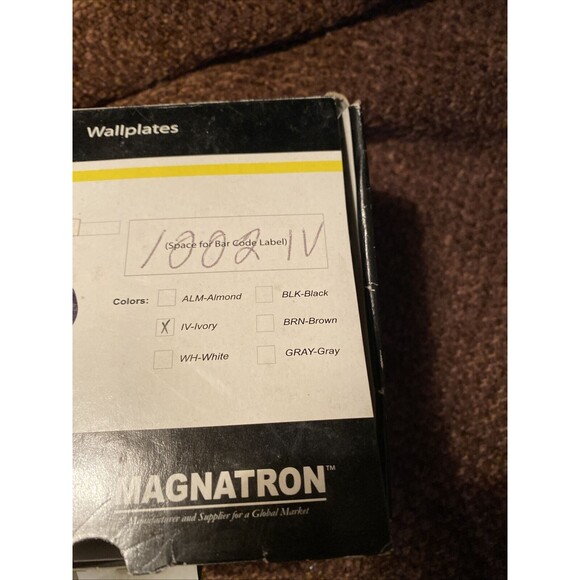 Wallplates
(Space for Bar Code Label)
1002 IV
Colors: ALM-Almond BLK-Black
X IV-Ivory BRN-Brown
WH-White GRAY-Gray
MAGNATRON™
Manufacturer and Supplier for a Global Market